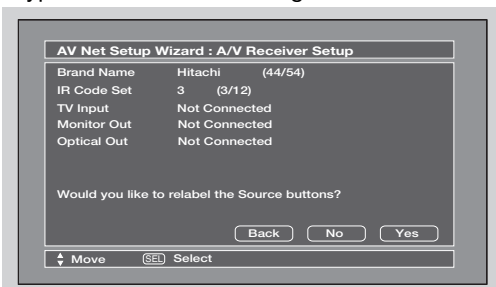 AV Net Setup Wizard : A/V Receiver Setup
Brand Name Hitachi (44/54)
IR Code Set 3 (3/12)
TV Input Not Connected
Monitor Out Not Connected
Optical Out Not Connected
Would you like to relabel the Source buttons?
Back No Yes
Move SEL Select